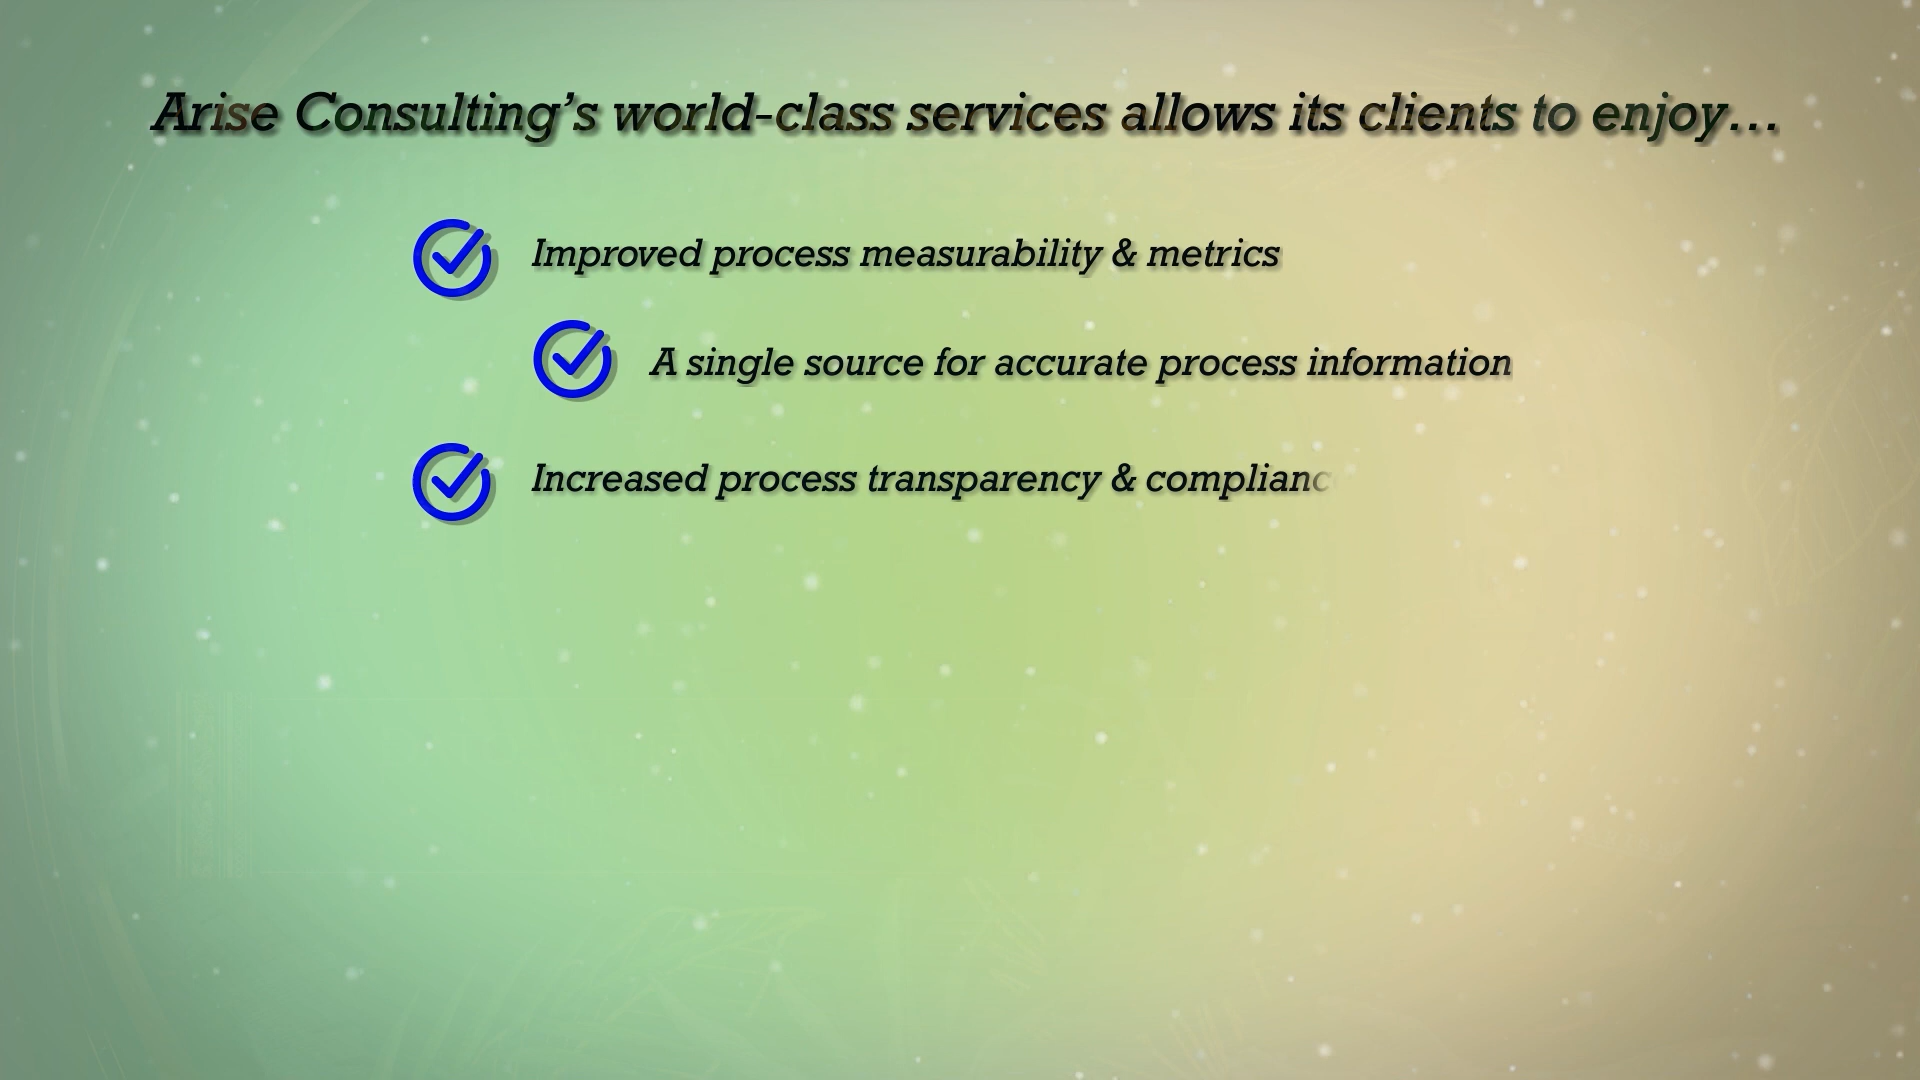 Arise Consulting’s world-class services allows its clients to enjoy…
Improved process measurability & metrics
A single source for accurate process information
Increased process transparency & complianc